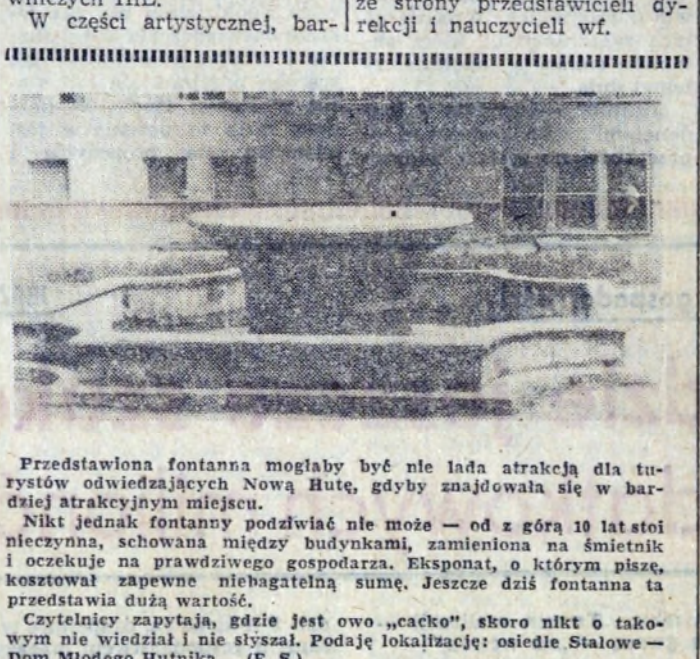 W części artystycznej, bar-
ze strony przedstawicieli dy-
rekcji i nauczycieli wf.
Przedstawiona fontanna mogłaby być nie lada atrakcją dla tu-
rystów odwiedzających Nową Hutę, gdyby znajdowała się w bar-
dziej atrakcyjnym miejscu.
Nikt jednak fontanny podziwiać nie może — od z górą 10 lat stoi
nieczynna, schowana między budynkami, zamieniona na śmietnik
i oczekuje na prawdziwego gospodarza. Eksponat, o którym piszę,
kosztował zapewne niebagatelną sumę. Jeszcze dziś fontanna ta
przedstawia dużą wartość.
Czytelnicy zapytają, gdzie jest owo „cacko”, skoro nikt o tako-
wym nie wiedział i nie słyszał. Podaję lokalizację: osiedle Stalowe —
Dom Młodego Hutnika. (F. S.)